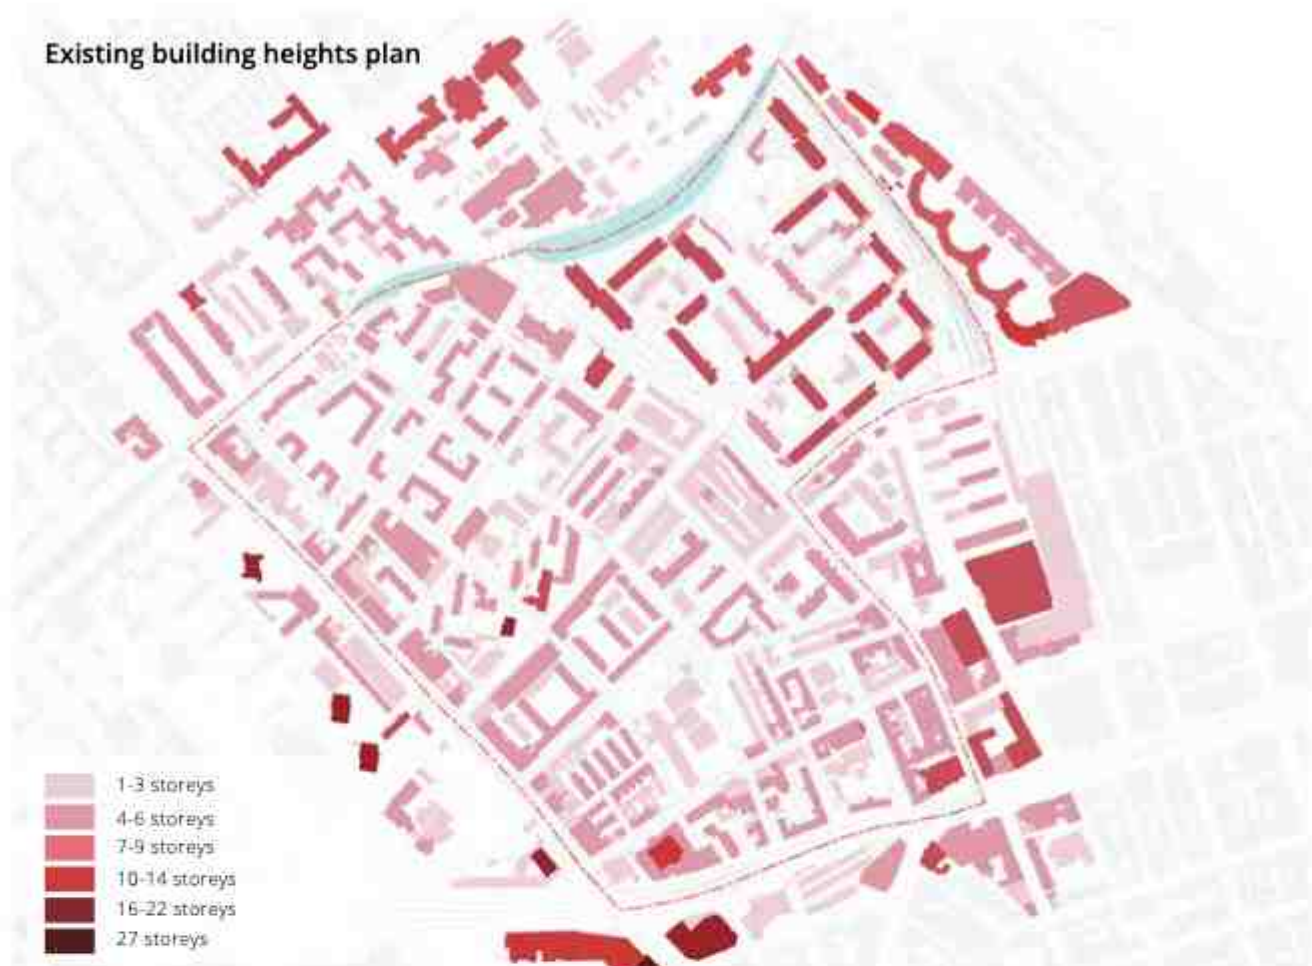 Existing building heights plan
1-3 storeys
4-6 storeys
7-9 storeys
10-14 storeys
16-22 storeys
27 storeys